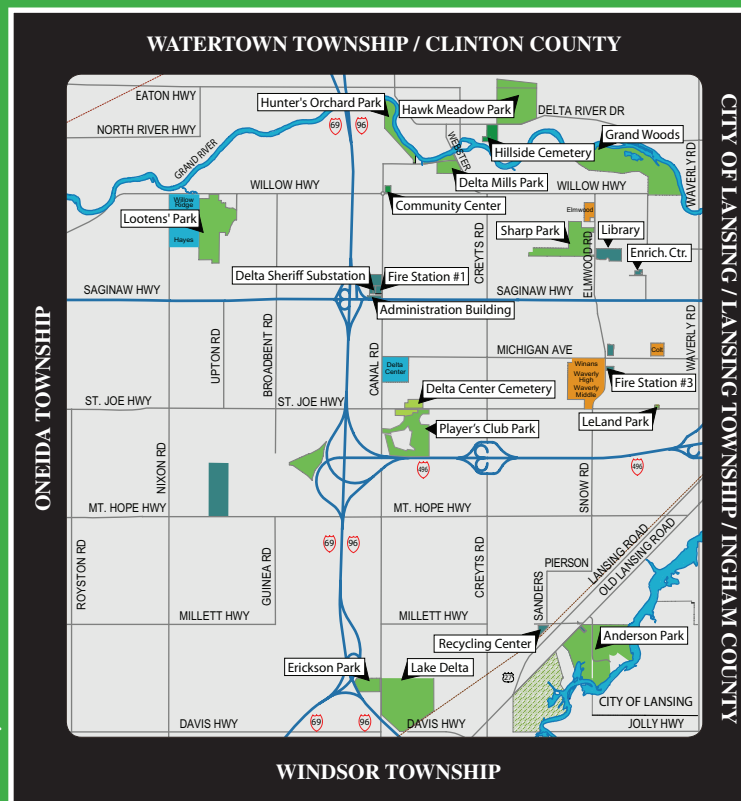 WATERTOWN TOWNSHIP / CLINTON COUNTY
EATON HWY
Hunter's Orchard Park
Hawk Meadow Park
DELTA RIVER DR
NORTH RIVER HWY
69
96
GRAND RIVER
WEBSTER
Hillside Cemetery
Grand Woods
WAVERLY RD
Delta Mills Park
WILLOW HWY
WILLOW HWY
Willow
Ridge
Hayes
Lootens' Park
Community Center
CREYTS RD
Elmwood
Sharp Park
ELMWOOD RD
Library
Enrich. Ctr.
Delta Sheriff Substation
Fire Station #1
SAGINAW HWY
SAGINAW HWY
Administration Building
UPTON RD
BROADBENT RD
CANAL RD
MICHIGAN AVE
WAVERLY RD
Colt
Delta
Center
Winans
Waverly
High
Waverly
Middle
Fire Station #3
Delta Center Cemetery
ST. JOE HWY
ST. JOE HWY
LeLand Park
Player's Club Park
NIXON RD
496
496
SNOW RD
MT. HOPE HWY
MT. HOPE HWY
69
96
ROYSTON RD
GUINEA RD
CREYTS RD
LANSING ROAD
OLD LANSING ROAD
PIERSON
SANDERS
MILLETT HWY
MILLETT HWY
Recycling Center
Anderson Park
Erickson Park
Lake Delta
CITY OF LANSING
69
96
DAVIS HWY
DAVIS HWY
JOLLY HWY
ONEIDA TOWNSHIP
CITY OF LANSING / LANSING TOWNSHIP / INGHAM COUNTY
WINDSOR TOWNSHIP